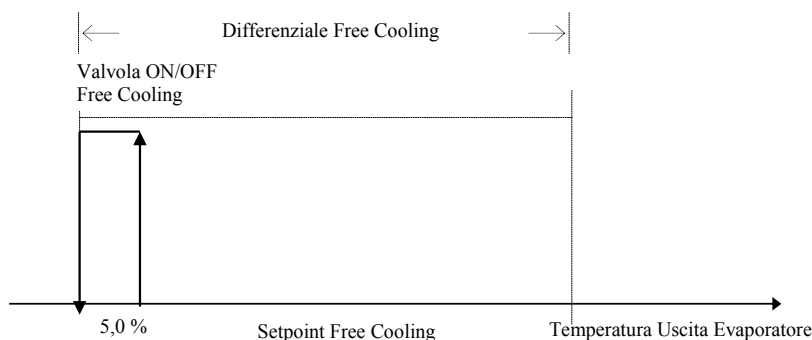 Differenziale Free Cooling
Valvola ON/OFF
Free Cooling
5,0 %
Setpoint Free Cooling
Temperatura Uscita Evaporatore